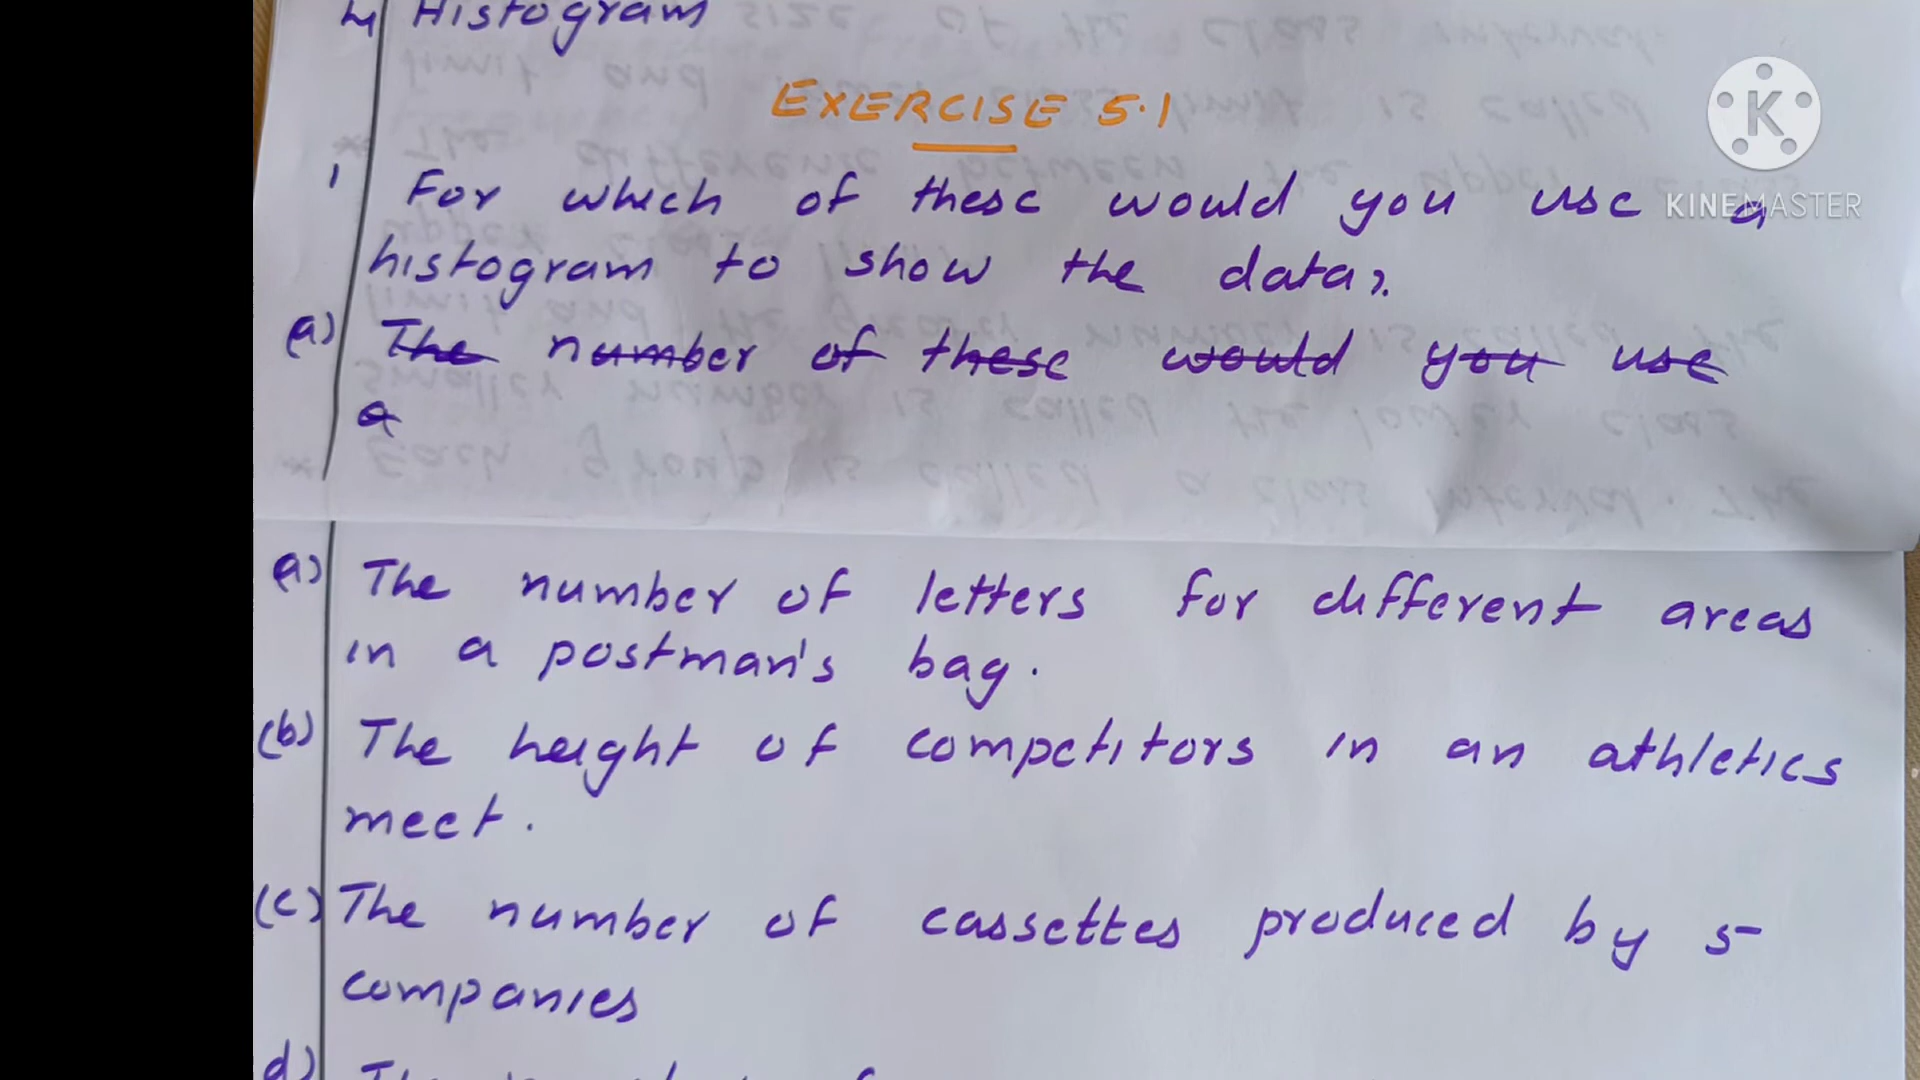 4 Histogram
EXERCISE 5.1
1 For which of these would you use a
histogram to show the data?
(a) The number of these would you use
a
(a) The number of letters for different areas
in a postman's bag.
(b) The height of competitors in an athletics
meet.
(c) The number of cassettes produced by 5
companies
d)
K
KINEMASTER